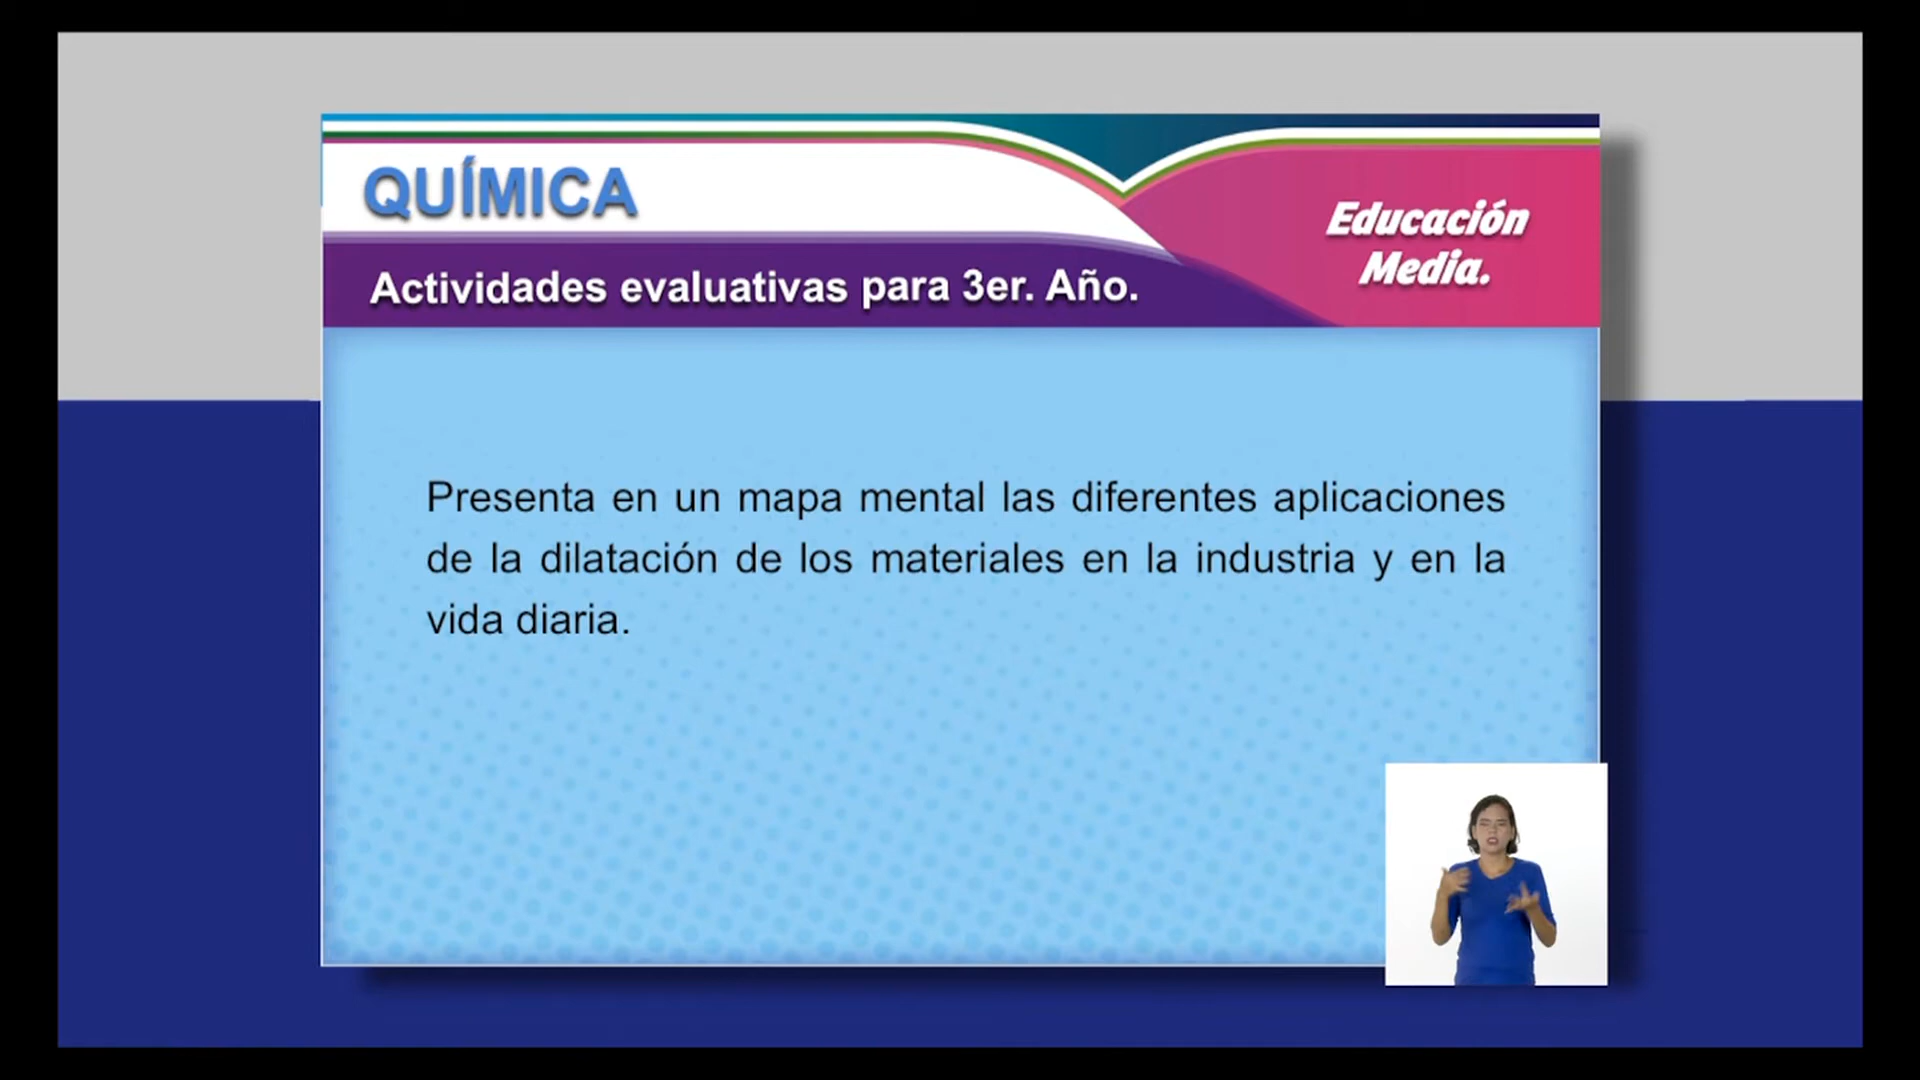 QUÍMICA
Educación
Media.
Actividades evaluativas para 3er. Año.
Presenta en un mapa mental las diferentes aplicaciones
de la dilatación de los materiales en la industria y en la
vida diaria.